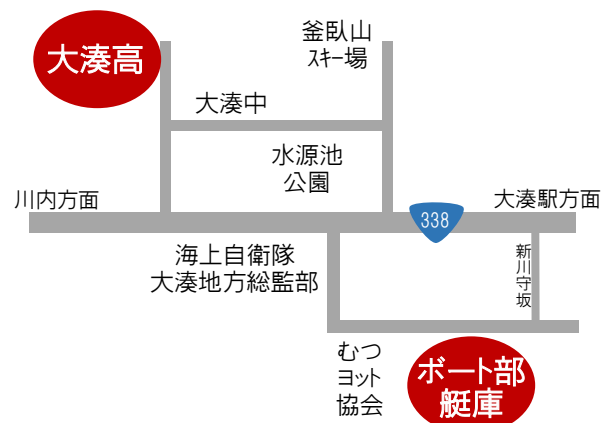 大湊高
釜臥山
スキー場
大湊中
水源池
公園
川内方面
338
大湊駅方面
海上自衛隊
大湊地方総監部
新川守坂
むつ
ヨット
協会
ボート部
艇庫